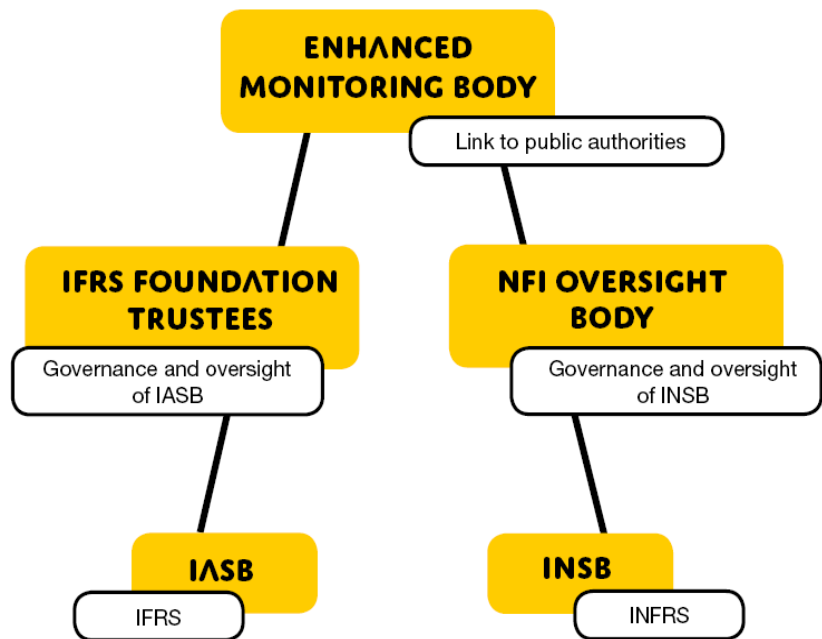 ENHANCED
MONITORING BODY
Link to public authorities
IFRS FOUNDATION
TRUSTEES
Governance and oversight
of IASB
NFI OVERSIGHT
BODY
Governance and oversight
of INSB
IASB
IFRS
INSB
INFRS